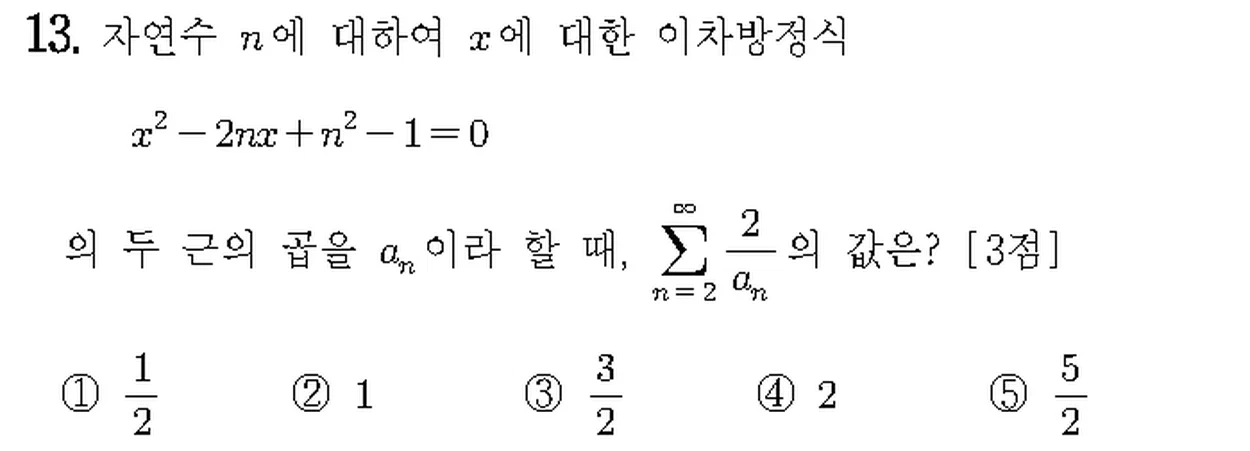 13. 자연수 n에 대하여 x에 대한 이차방정식
x² − 2nx + n² − 1 = 0
의 두 근의 곱을 aₙ이라 할 때, ∑_{n=2}^{∞} 2/aₙ 의 값은? [3점]
① 1/2 ② 1 ③ 3/2 ④ 2 ⑤ 5/2